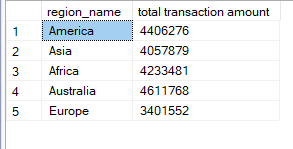 region_name total transaction amount
1 America 4406276
2 Asia 4057879
3 Africa 4233481
4 Australia 4611768
5 Europe 3401552